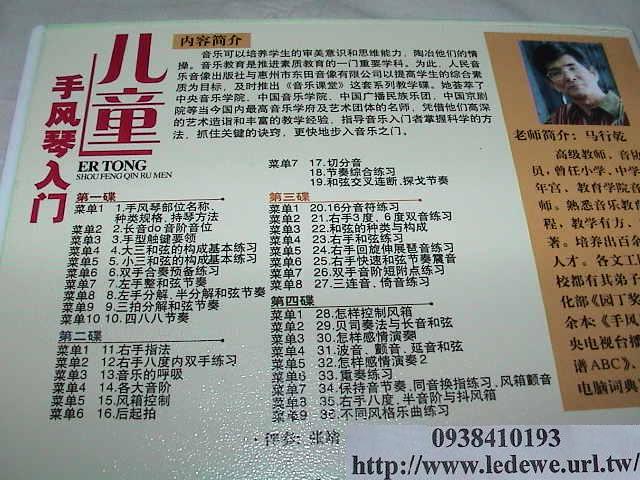 儿童
手风琴入门
ER TONG
SHOU FENG QIN RU MEN
内容简介
音乐可以培养学生的审美意识和思维能力，陶冶他们的情
操。音乐教育是推进素质教育的一门重要学科。为此，人民音
乐音像出版社与惠州市东田音像有限公司以提高学生的综合素
质为目标，及时推出《音乐课堂》这套系列教学碟。她荟萃了
中央音乐学院、中国音乐学院、中国广播民族乐团、中国京剧
院等当今国内最高音乐学府及艺术团体的名师，凭借他们高深
的艺术造诣和丰富的教学经验，指导音乐入门者掌握科学的方
法，抓住关键的诀窍，更快地步入音乐之门。
第一碟
菜单1 1.手风琴部位名称、
种类规格、持琴方法
菜单2 2.长音do音阶音位
菜单3 3.手型触键要领
菜单4 4.大三和弦的构成基本练习
菜单5 5.小三和弦的构成基本练习
菜单6 6.双手合奏预备练习
菜单7 7.左手整和弦节奏
菜单8 8.左手分解、半分解和弦节奏
菜单9 9.三拍分解和弦节奏
菜单10 10.四八八节奏
第二碟
菜单1 11.右手指法
菜单2 12.右手八度内双手练习
菜单3 13.音乐的呼吸
菜单4 14.各大音阶
菜单5 15.风箱控制
菜单6 16.后起拍
菜单7 17.切分音
18.节奏综合练习
19.和弦交叉连断、探戈节奏
第三碟
菜单1 20.16分音符练习
菜单2 21.右手3度、6度双音练习
菜单3 22.和弦的种类与构成
菜单4 23.右手和弦练习
菜单5 24.右手回旋伸展琶音练习
菜单6 25.右手快速和弦节奏震音
菜单7 26.双手音阶短附点练习
菜单8 27.三连音、倚音练习
第四碟
菜单1 28.怎样控制风箱
菜单2 29.贝司奏法与长音和弦
菜单3 30.怎样感情演奏1
菜单4 31.波音、颤音、延音和弦
菜单5 32.怎样感情演奏2
菜单6 33.重奏练习
菜单7 34.保持音节奏、同音换指练习、风箱颤音
菜单8 35.右手八度、半音阶与抖风箱
菜单9 36.不同风格乐曲练习
老师简介：马行乾
高级教师，音协
员，曾任小学、中学
年宫、教育学院音
师。熟悉音乐教育
程，教学有方、
著。培养出百余
人才。各文工团
校都有其弟子
化部《园丁奖
余本:《手风
央电视台播
谱ABC》、
电脑词典
0938410193
http://www.ledewe.url.tw/